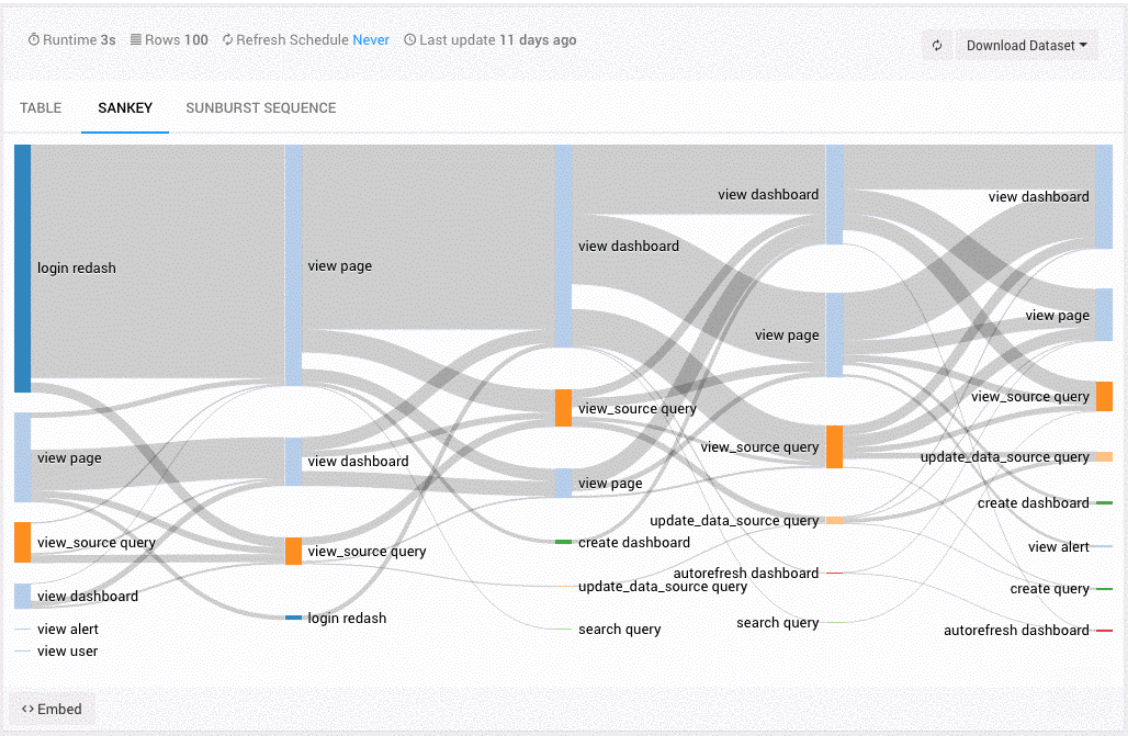 Runtime 3s Rows 100 Refresh Schedule Never Last update 11 days ago
Download Dataset
TABLE SANKEY SUNBURST SEQUENCE
login redash
view page
view_source query
view dashboard
view alert
view user
view page
view dashboard
view_source query
login redash
view dashboard
view_source query
view page
create dashboard
update_data_source query
search query
view dashboard
view page
view_source query
update_data_source query
autorefresh dashboard
search query
view dashboard
view page
view_source query
update_data_source query
create dashboard
view alert
create query
autorefresh dashboard
<> Embed